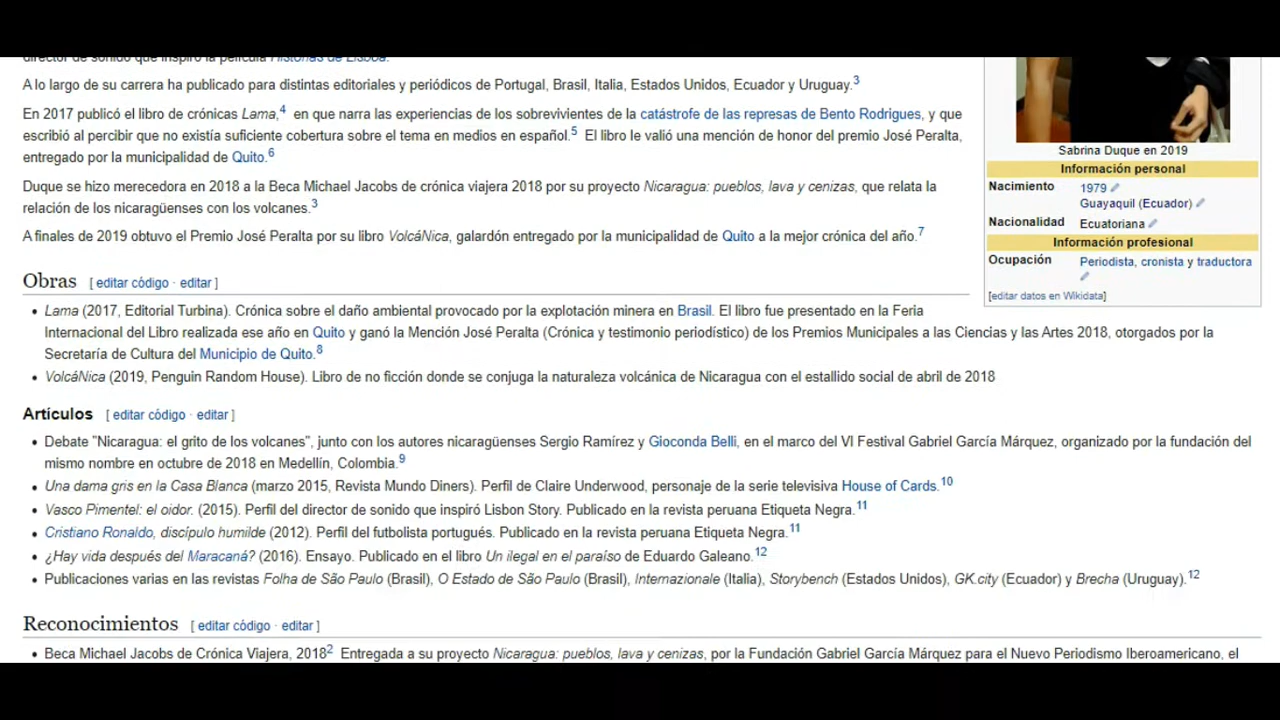 director de sonido que inspiró la película Historias de Lisboa.
A lo largo de su carrera ha publicado para distintas editoriales y periódicos de Portugal, Brasil, Italia, Estados Unidos, Ecuador y Uruguay.3
En 2017 publicó el libro de crónicas Lama,4 en que narra las experiencias de los sobrevivientes de la catástrofe de las represas de Bento Rodrigues, y que
escribió al percibir que no existía suficiente cobertura sobre el tema en medios en español.5 El libro le valió una mención de honor del premio José Peralta,
entregado por la municipalidad de Quito.6
Duque se hizo merecedora en 2018 a la Beca Michael Jacobs de crónica viajera 2018 por su proyecto Nicaragua: pueblos, lava y cenizas, que relata la
relación de los nicaragüenses con los volcanes.3
A finales de 2019 obtuvo el Premio José Peralta por su libro VolcáNica, galardón entregado por la municipalidad de Quito a la mejor crónica del año.7
Sabrina Duque en 2019
Información personal
Nacimiento 1979
Guayaquil (Ecuador)
Nacionalidad Ecuatoriana
Información profesional
Ocupación Periodista, cronista y traductora
[editar datos en Wikidata]
Obras [ editar código · editar ]
• Lama (2017, Editorial Turbina). Crónica sobre el daño ambiental provocado por la explotación minera en Brasil. El libro fue presentado en la Feria
Internacional del Libro realizada ese año en Quito y ganó la Mención José Peralta (Crónica y testimonio periodístico) de los Premios Municipales a las Ciencias y las Artes 2018, otorgados por la
Secretaría de Cultura del Municipio de Quito.8
• VolcáNica (2019, Penguin Random House). Libro de no ficción donde se conjuga la naturaleza volcánica de Nicaragua con el estallido social de abril de 2018
Artículos [ editar código · editar ]
• Debate "Nicaragua: el grito de los volcanes", junto con los autores nicaragüenses Sergio Ramírez y Gioconda Belli, en el marco del VI Festival Gabriel García Márquez, organizado por la fundación del
mismo nombre en octubre de 2018 en Medellín, Colombia.9
• Una dama gris en la Casa Blanca (marzo 2015, Revista Mundo Diners). Perfil de Claire Underwood, personaje de la serie televisiva House of Cards.10
• Vasco Pimentel: el oidor. (2015). Perfil del director de sonido que inspiró Lisbon Story. Publicado en la revista peruana Etiqueta Negra.11
• Cristiano Ronaldo, discípulo humilde (2012). Perfil del futbolista portugués. Publicado en la revista peruana Etiqueta Negra.11
• ¿Hay vida después del Maracaná? (2016). Ensayo. Publicado en el libro Un ilegal en el paraíso de Eduardo Galeano.12
• Publicaciones varias en las revistas Folha de São Paulo (Brasil), O Estado de São Paulo (Brasil), Internazionale (Italia), Storybench (Estados Unidos), GK.city (Ecuador) y Brecha (Uruguay).12
Reconocimientos [ editar código · editar ]
• Beca Michael Jacobs de Crónica Viajera, 20182 Entregada a su proyecto Nicaragua: pueblos, lava y cenizas, por la Fundación Gabriel García Márquez para el Nuevo Periodismo Iberoamericano, el